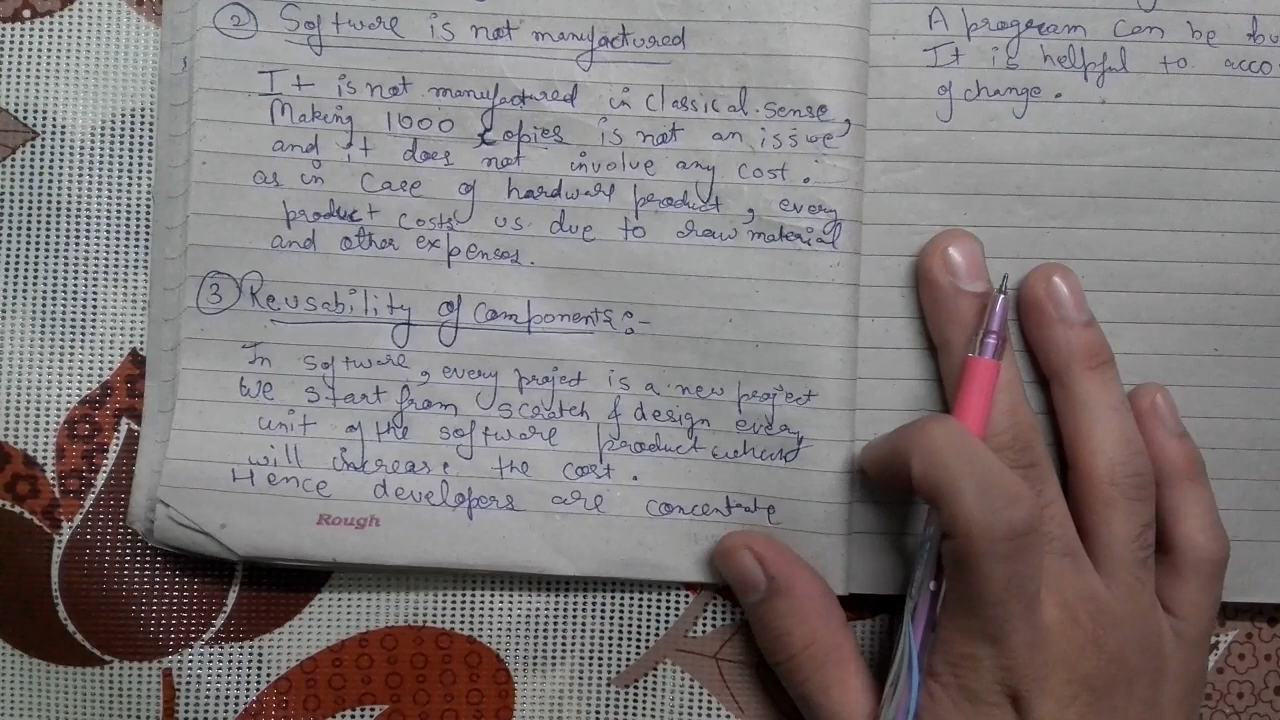 ② Software is not manufactured
It is not manufactured in classical sense,
Making 1000 copies is not an issue
and it does not involve any cost.
as in case of hardware product, every
product costs us due to raw material
and other expenses.
③ Reusability of components:-
In software, every project is a new project
We start from scratch & design every
unit of the software product which
will increase the cost.
Hence developers are concentrate
Rough
A program can be
It is helpful to acco
of change.